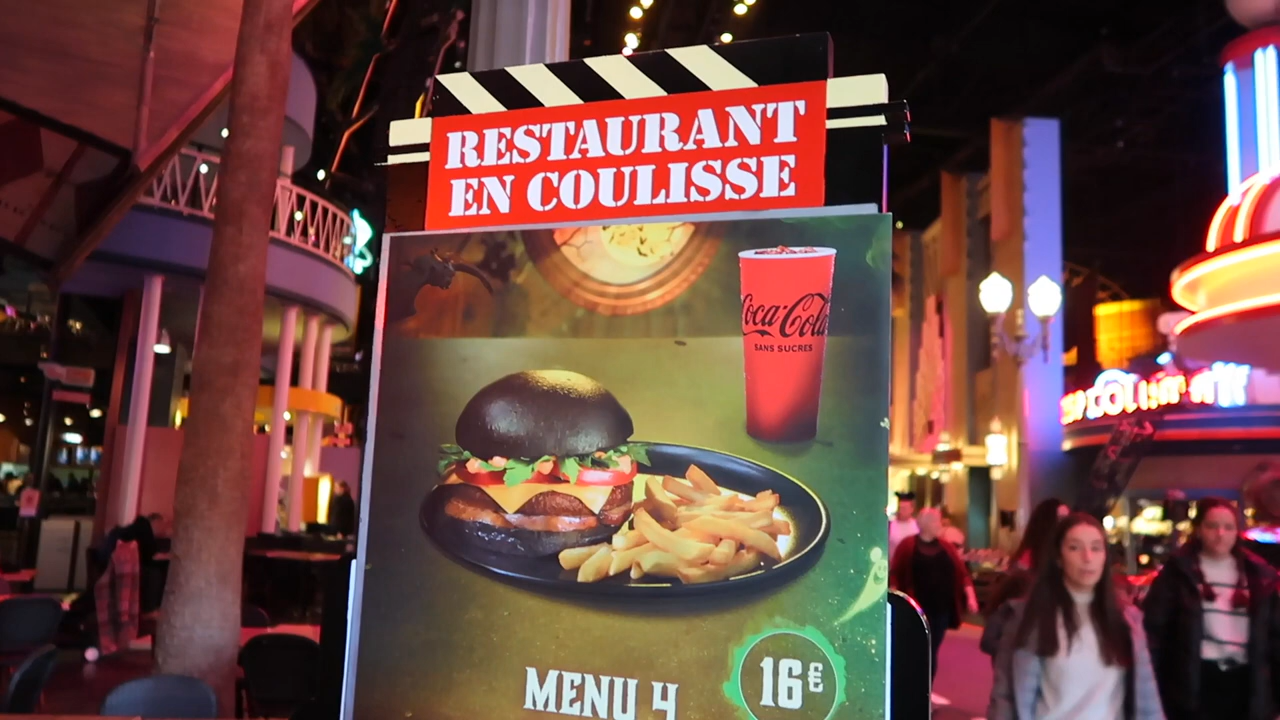 RESTAURANT
EN COULISSE
Coca-Cola
SANS SUCRES
MENU 4
16€